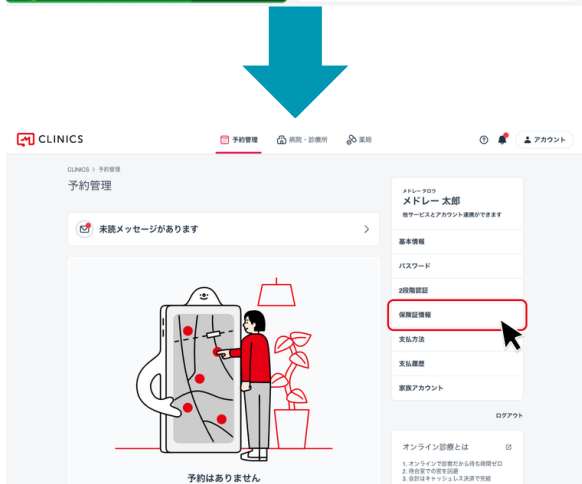 CLINICS
予約管理
病院・診療所
薬局
アカウント
CLINICS > 予約管理
予約管理
未読メッセージがあります
メドレー タロウ
メドレー 太郎
他サービスとアカウント連携ができます
基本情報
パスワード
2段階認証
保険証情報
支払方法
支払履歴
家族アカウント
ログアウト
オンライン診療とは
1. オンラインで診察だから待ち時間ゼロ
2. 待合室での密を回避
3. 会計はキャッシュレス決済で完結
予約はありません